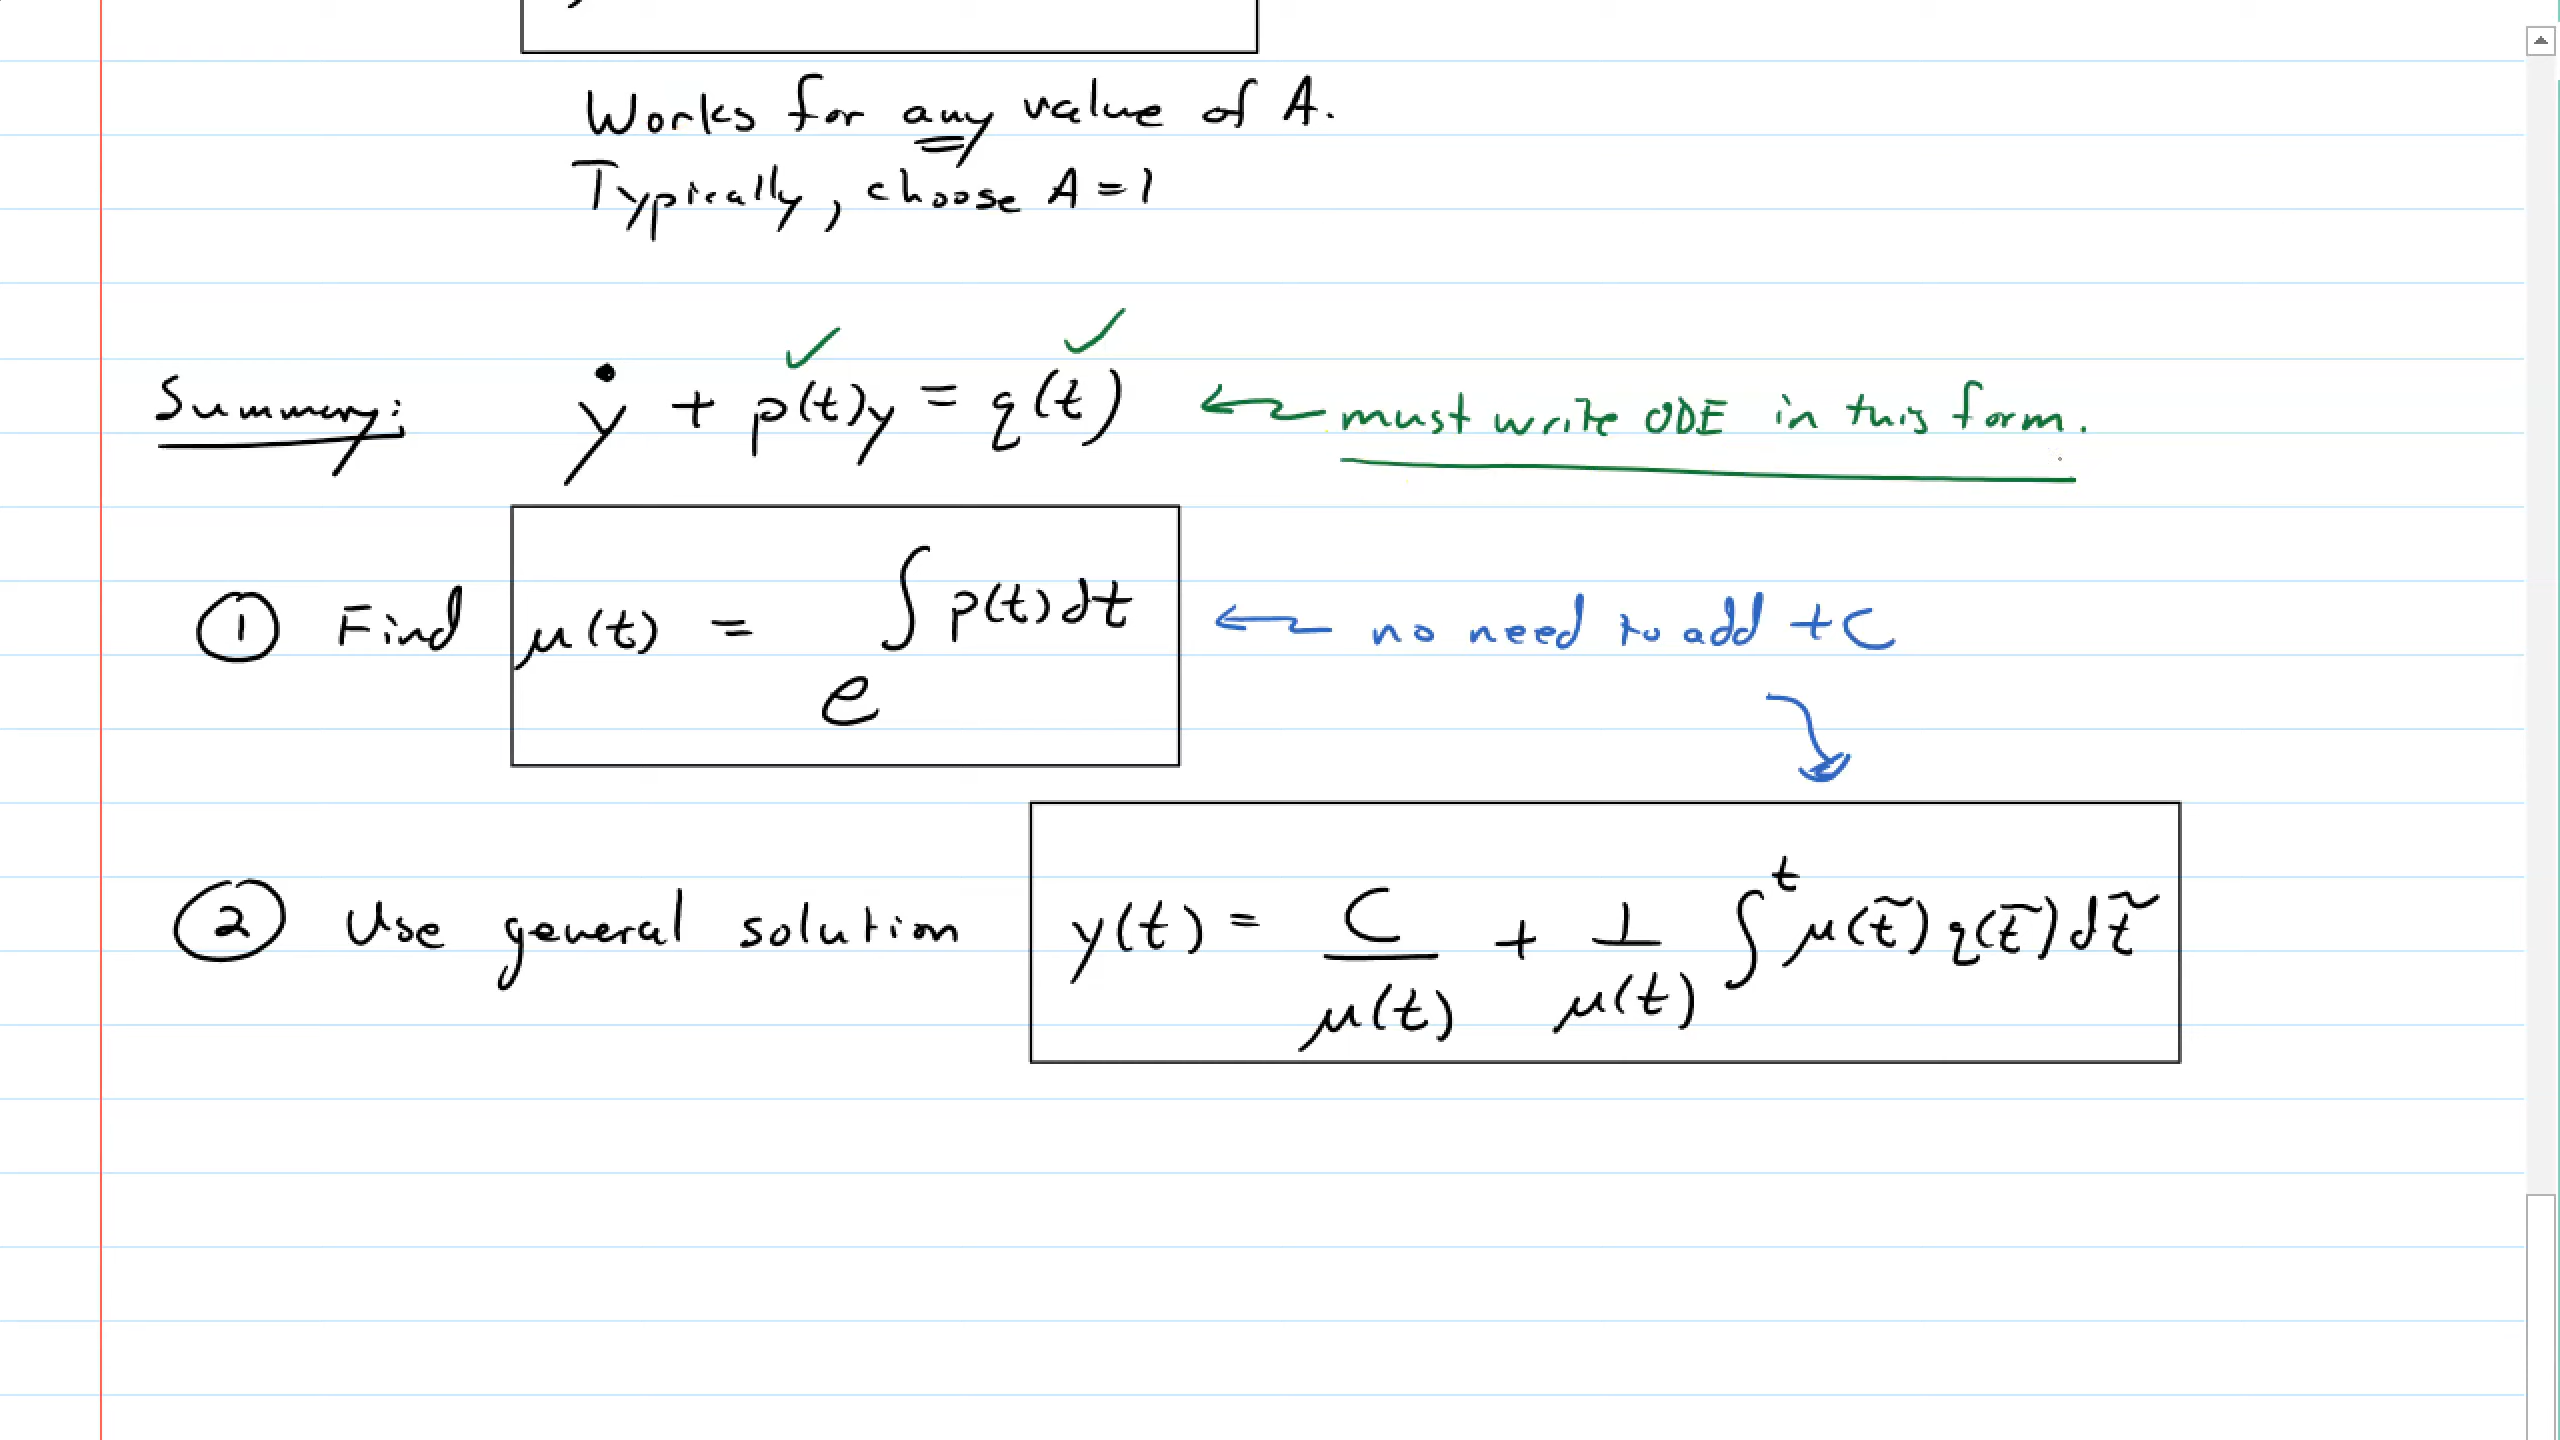 Works for any value of A.
Typically, choose A = 1
Summary: ẏ + p(t)y = q(t) ← must write ODE in this form.
① Find μ(t) = e^{∫ p(t) dt} ← no need to add + C
② Use general solution y(t) = C/μ(t) + 1/μ(t) ∫^t μ(t̃) q(t̃) dt̃